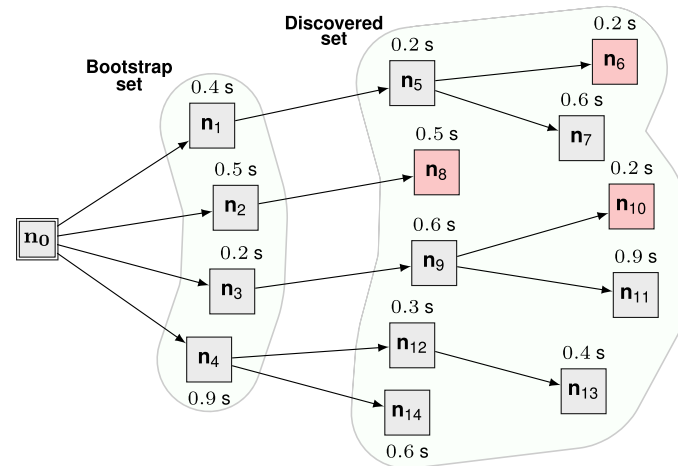 Discovered
set
Bootstrap
set
0.4 s
n1
0.5 s
n2
0.2 s
n3
n4
0.9 s
n0
0.2 s
n5
0.2 s
n6
0.6 s
n7
0.5 s
n8
0.6 s
n9
0.2 s
n10
0.9 s
n11
0.3 s
n12
0.4 s
n13
n14
0.6 s